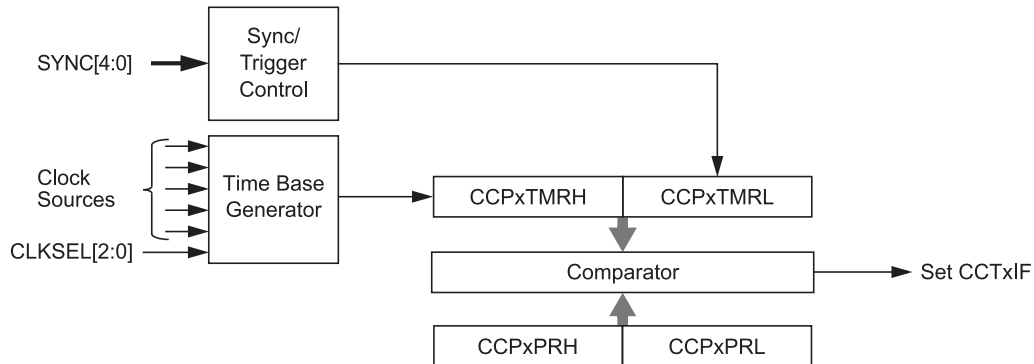 SYNC[4:0]
Sync/
Trigger
Control
Clock
Sources
CLKSEL[2:0]
Time Base
Generator
CCPxTMRH
CCPxTMRL
Comparator
Set CCTxIF
CCPxPRH
CCPxPRL